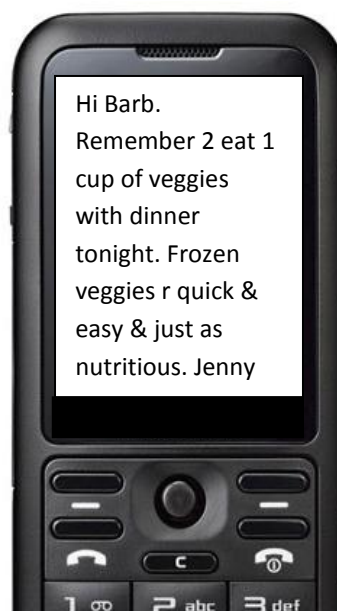 Hi Barb.
Remember 2 eat 1
cup of veggies
with dinner
tonight. Frozen
veggies r quick &
easy & just as
nutritious. Jenny
C
1 2 abc 3 def